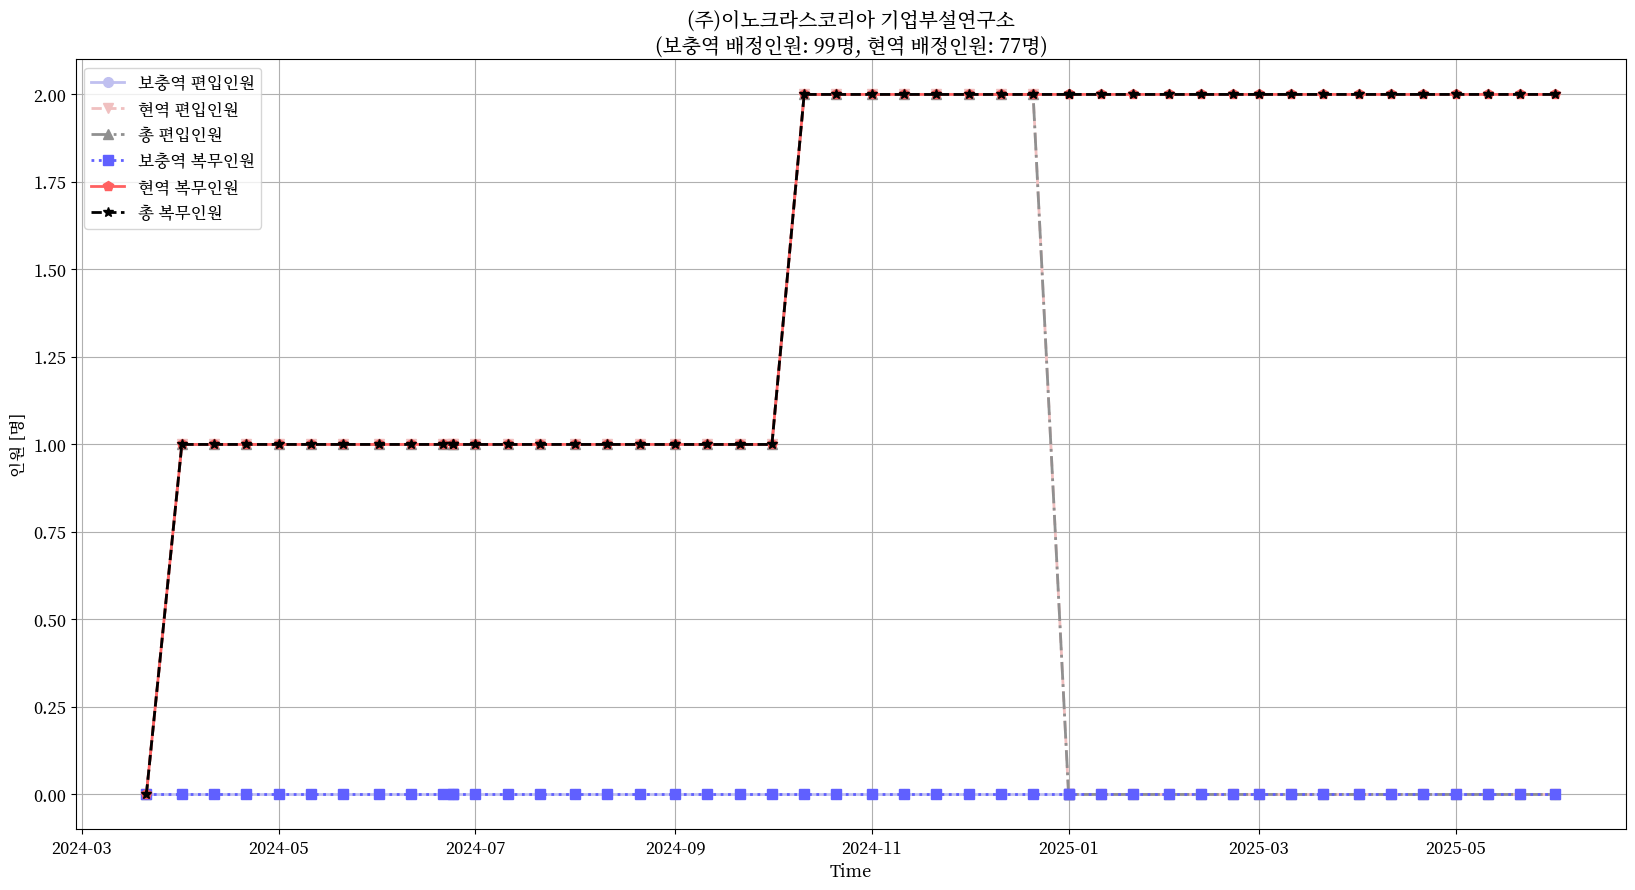 (주)이노크라스코리아 기업부설연구소
(보충역 배정인원: 99명, 현역 배정인원: 77명)
보충역 편입인원
현역 편입인원
총 편입인원
보충역 복무인원
현역 복무인원
총 복무인원
인원 [명]
2.00
1.75
1.50
1.25
1.00
0.75
0.50
0.25
0.00
2024-03
2024-05
2024-07
2024-09
2024-11
2025-01
2025-03
2025-05
Time